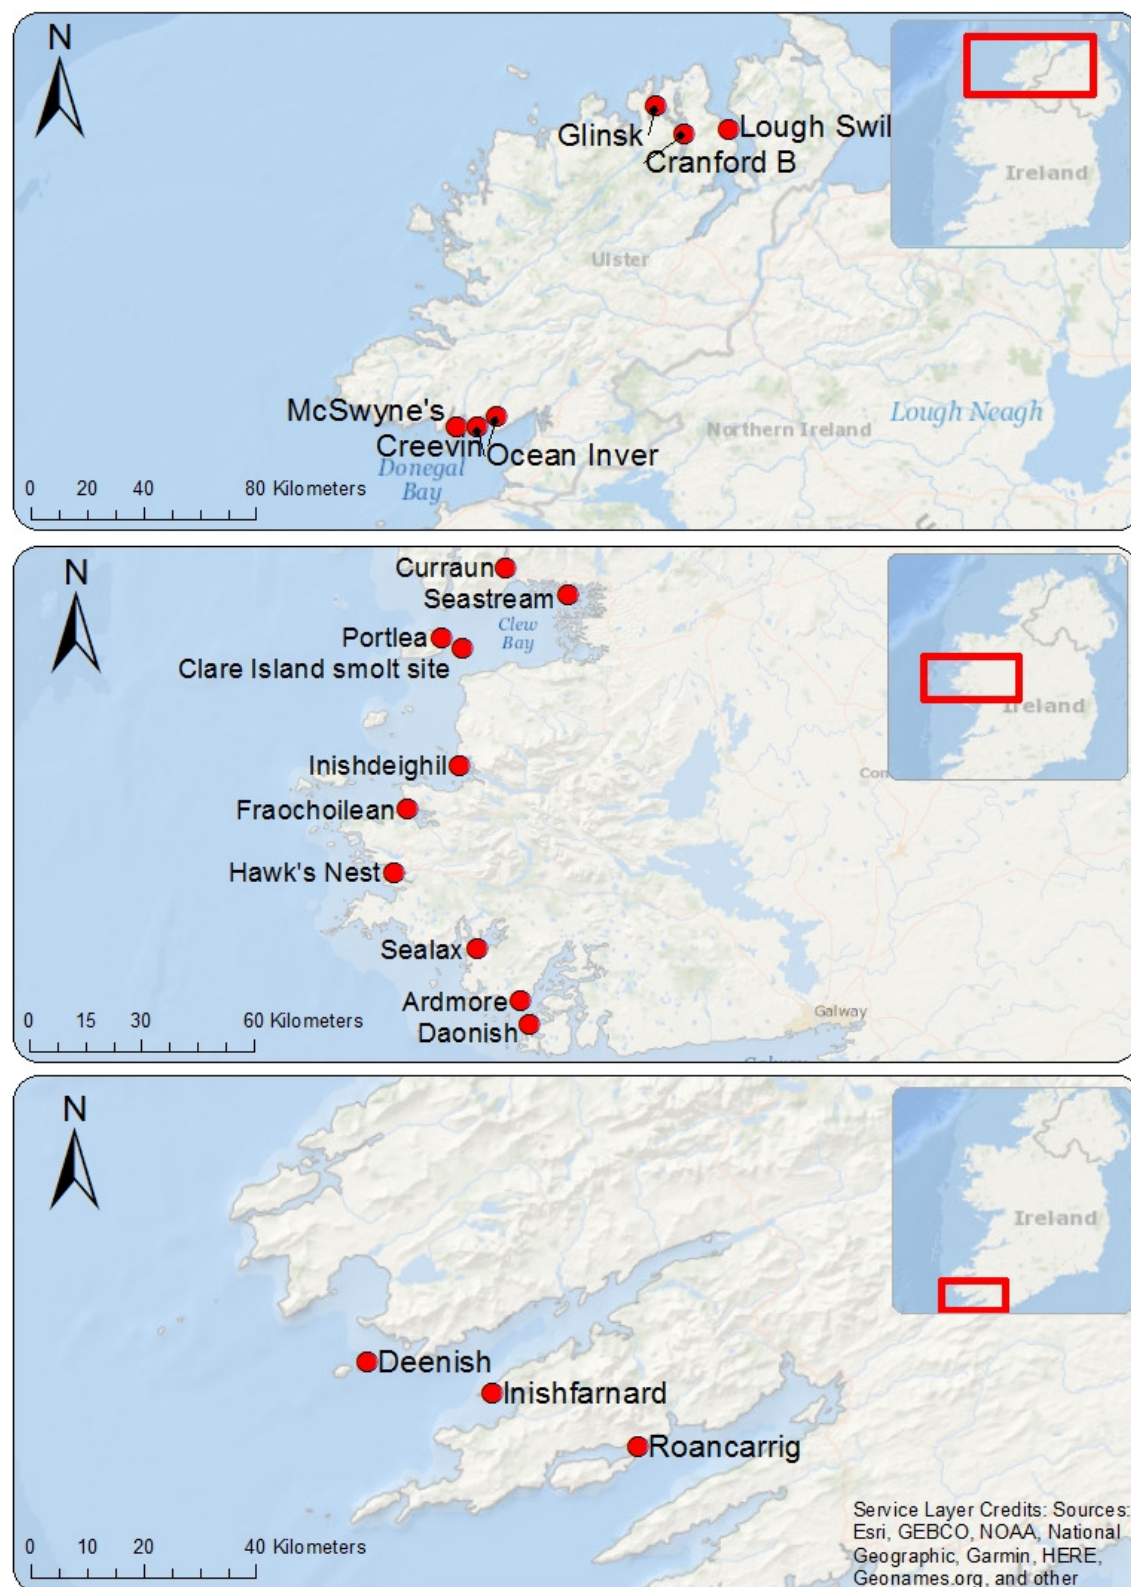 N
Glinsk
Lough Swil
Cranford B
Ireland
Ulster
McSwyne's
Creevin
Ocean Inver
Lough Neagh
Northern Ireland
Donegal
Bay
0 20 40 80 Kilometers
N
Curraun
Seastream
Clew
Bay
Portlea
Clare Island smolt site
Ireland
Inishdeighil
Con
Fraochoilean
Hawk's Nest
Sealax
Ardmore
Galway
Daonish
0 15 30 60 Kilometers
N
Ireland
Deenish
Inishfarnard
Roancarrig
0 10 20 40 Kilometers
Service Layer Credits: Sources:
Esri, GEBCO, NOAA, National
Geographic, Garmin, HERE,
Geonames.org, and other